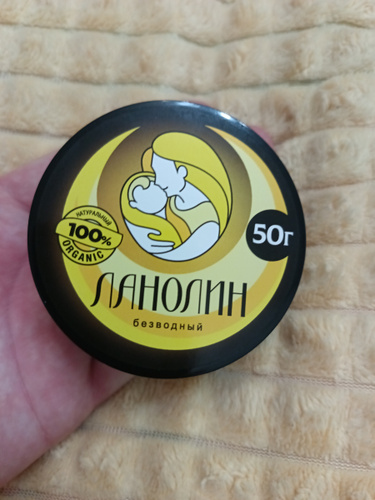 НАТУРАЛЬНЫЙ
100%
ORGANIC
50г
ЛАНОЛИН
безводный